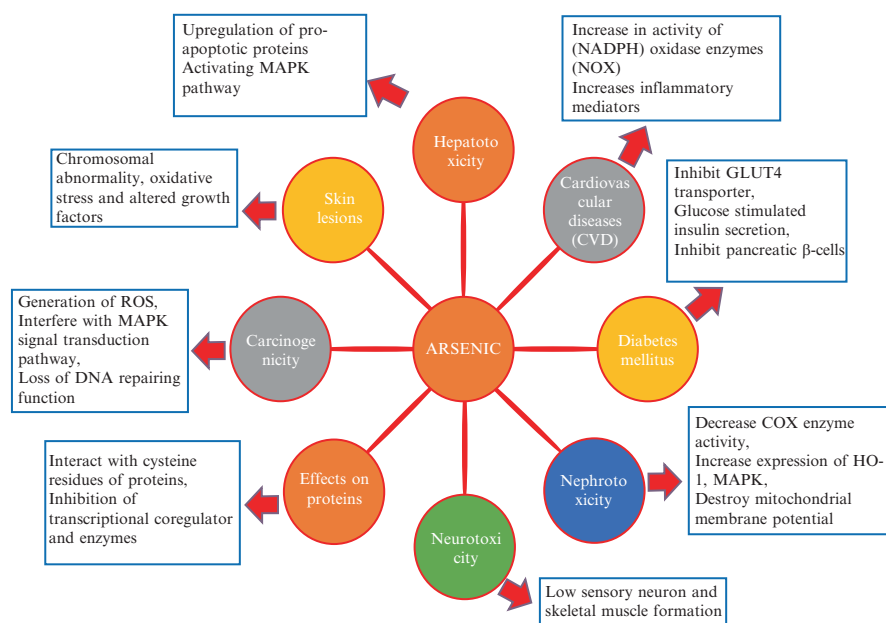 Upregulation of pro-
apoptotic proteins
Activating MAPK
pathway
Increase in activity of
(NADPH) oxidase enzymes
(NOX)
Increases inflammatory
mediators
Hepatoto
xicity
Chromosomal
abnormality, oxidative
stress and altered growth
factors
Skin
lesions
Cardiovas
cular
diseases
(CVD)
Inhibit GLUT4
transporter,
Glucose stimulated
insulin secretion,
Inhibit pancreatic β-cells
Generation of ROS,
Interfere with MAPK
signal transduction
pathway,
Loss of DNA repairing
function
Carcinoge
nicity
ARSENIC
Diabetes
mellitus
Interact with cysteine
residues of proteins,
Inhibition of
transcriptional coregulator
and enzymes
Effects on
proteins
Neurotoxi
city
Nephroto
xicity
Decrease COX enzyme
activity,
Increase expression of HO-
1, MAPK,
Destroy mitochondrial
membrane potential
Low sensory neuron and
skeletal muscle formation